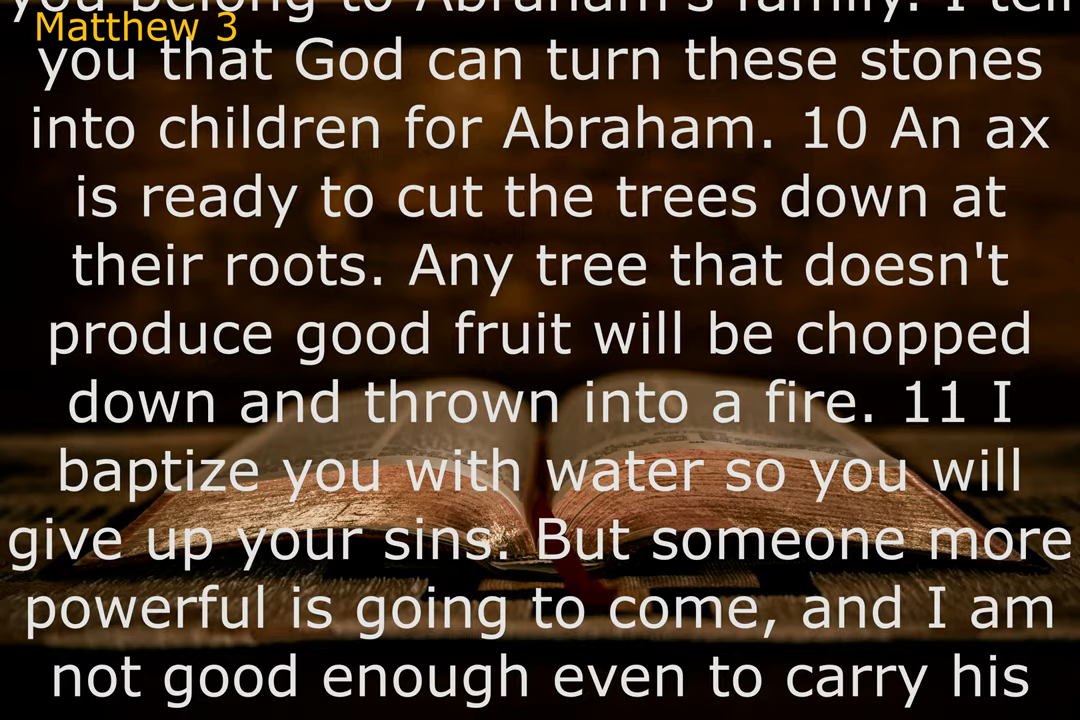 you belong to Abraham's family. I tell
Matthew 3
you that God can turn these stones
into children for Abraham. 10 An ax
is ready to cut the trees down at
their roots. Any tree that doesn't
produce good fruit will be chopped
down and thrown into a fire. 11 I
baptize you with water so you will
give up your sins. But someone more
powerful is going to come, and I am
not good enough even to carry his